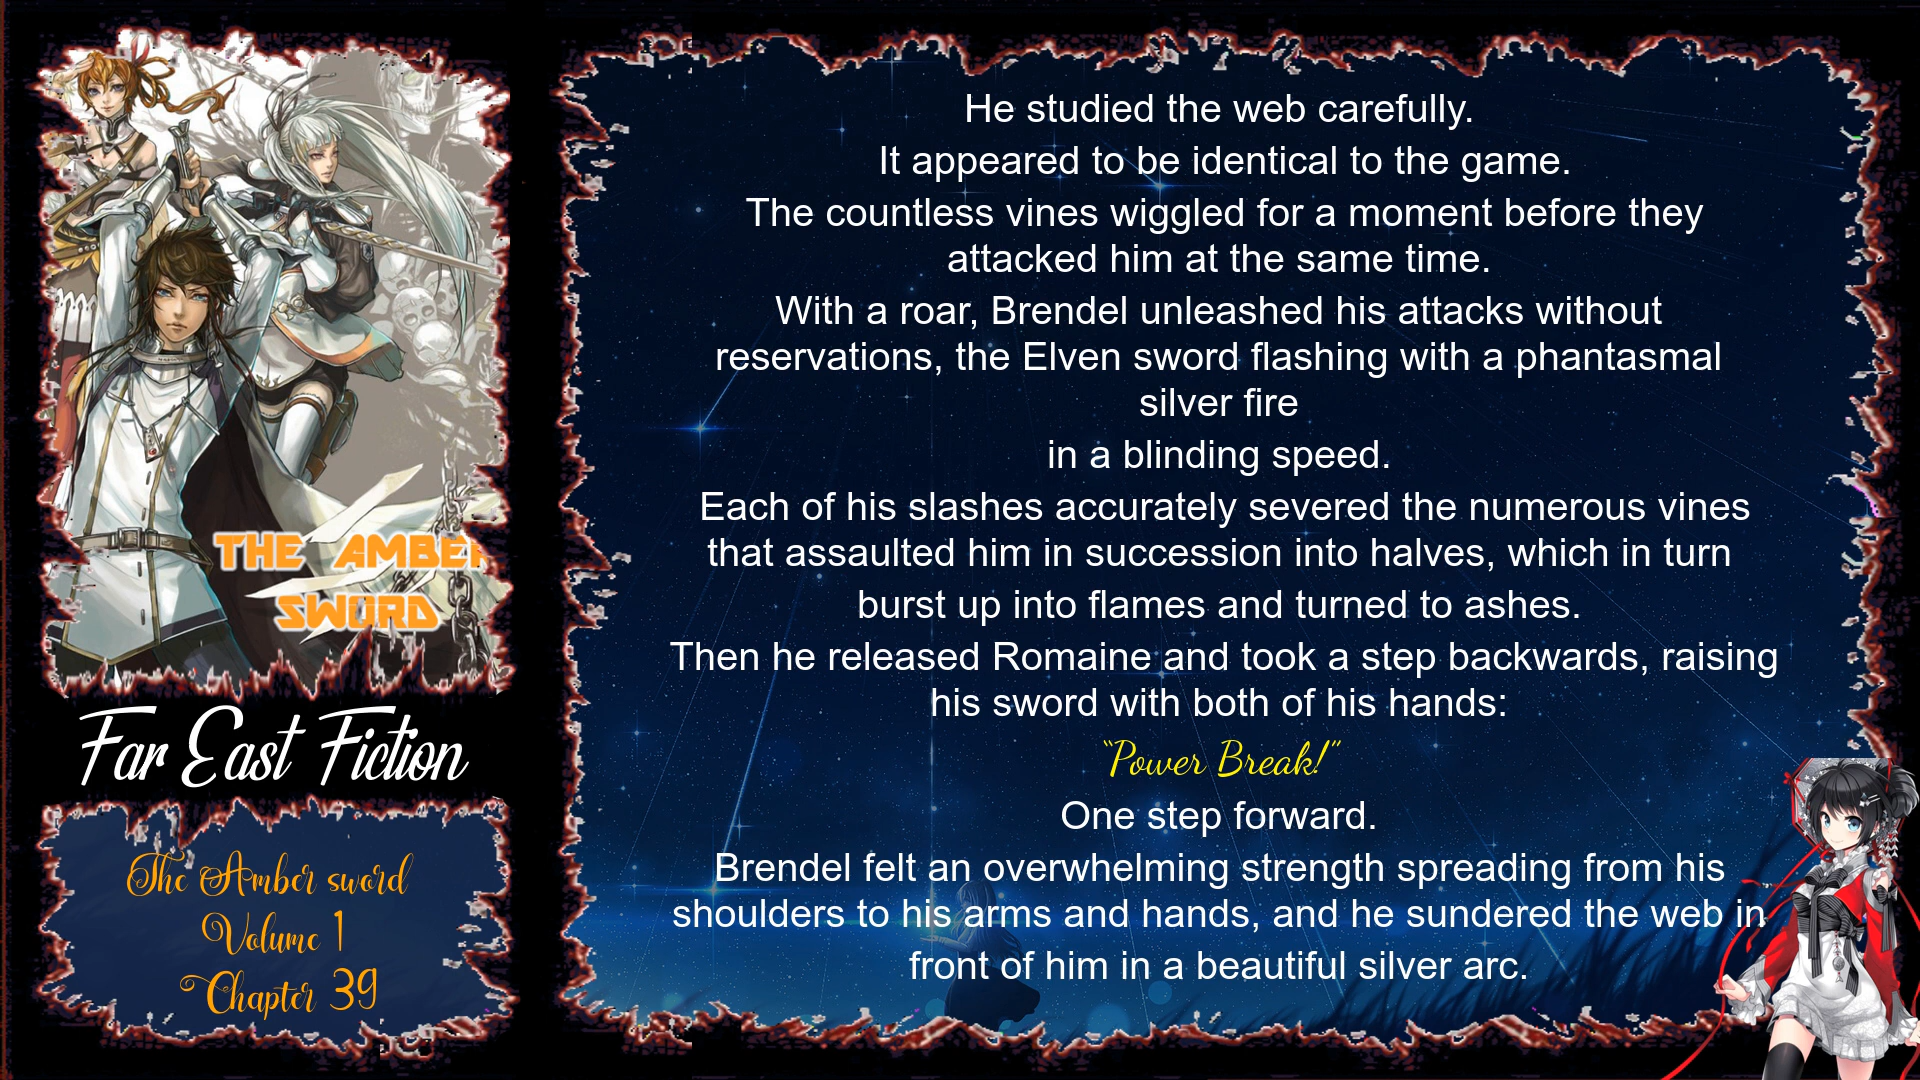 THE AMBER
SWORD
Far East Fiction
The Amber sword
Volume 1
Chapter 39
He studied the web carefully.
It appeared to be identical to the game.
The countless vines wiggled for a moment before they
attacked him at the same time.
With a roar, Brendel unleashed his attacks without
reservations, the Elven sword flashing with a phantasmal
silver fire
in a blinding speed.
Each of his slashes accurately severed the numerous vines
that assaulted him in succession into halves, which in turn
burst up into flames and turned to ashes.
Then he released Romaine and took a step backwards, raising
his sword with both of his hands:
“Power Break!”
One step forward.
Brendel felt an overwhelming strength spreading from his
shoulders to his arms and hands, and he sundered the web in
front of him in a beautiful silver arc.